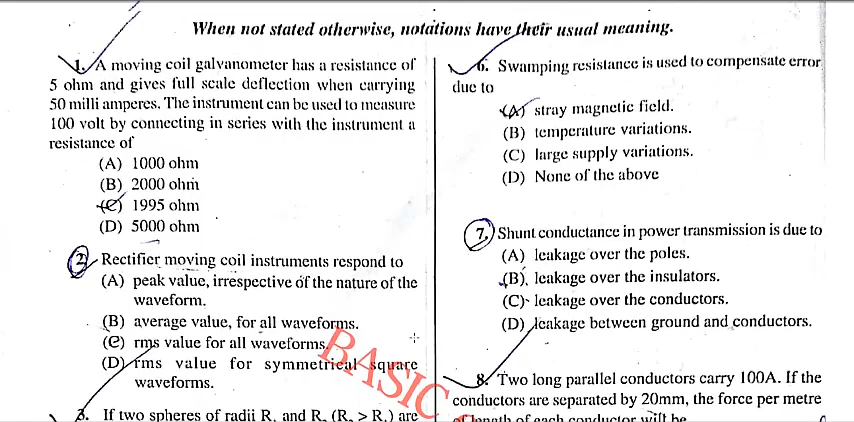 When not stated otherwise, notations have their usual meaning.
1. A moving coil galvanometer has a resistance of
5 ohm and gives full scale deflection when carrying
50 milli amperes. The instrument can be used to measure
100 volt by connecting in series with the instrument a
resistance of
(A) 1000 ohm
(B) 2000 ohm
(C) 1995 ohm
(D) 5000 ohm
2. Rectifier moving coil instruments respond to
(A) peak value, irrespective of the nature of the
waveform.
(B) average value, for all waveforms.
(C) rms value for all waveforms.
(D) rms value for symmetrical square
waveforms.
3. If two spheres of radii R, and R, (R, > R,) are
6. Swamping resistance is used to compensate error
due to
(A) stray magnetic field.
(B) temperature variations.
(C) large supply variations.
(D) None of the above
7. Shunt conductance in power transmission is due to
(A) leakage over the poles.
(B) leakage over the insulators.
(C) leakage over the conductors.
(D) leakage between ground and conductors.
8. Two long parallel conductors carry 100A. If the
conductors are separated by 20mm, the force per metre
of length of each conductor will be
BASIC